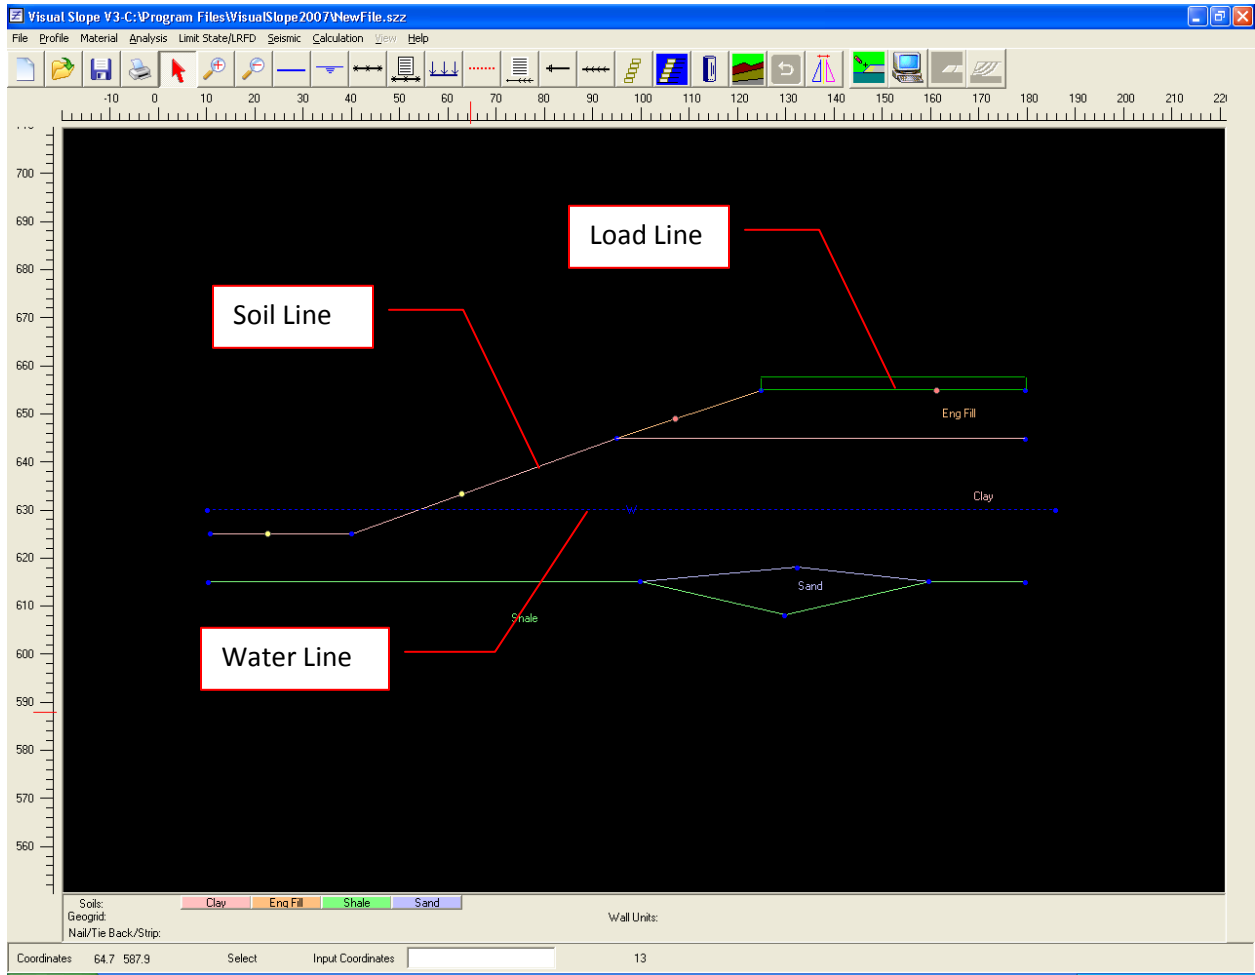 Visual Slope V3-C:\Program Files\VisualSlope2007\NewFile.szz
File Profile Material Analysis Limit State/LRFD Seismic Calculation View Help
-10 0 10 20 30 40 50 60 70 80 90 100 110 120 130 140 150 160 170 180 190 200 210 22
700
690
Load Line
680
Soil Line
670
660
650
Eng Fill
640
Clay
630
W
620
Sand
610
Shale
600
Water Line
590
580
570
560
Soils: Clay Eng Fill Shale Sand
Geogrid: Wall Units:
Nail/Tie Back/Strip:
Coordinates 64.7 587.9 Select Input Coordinates 13